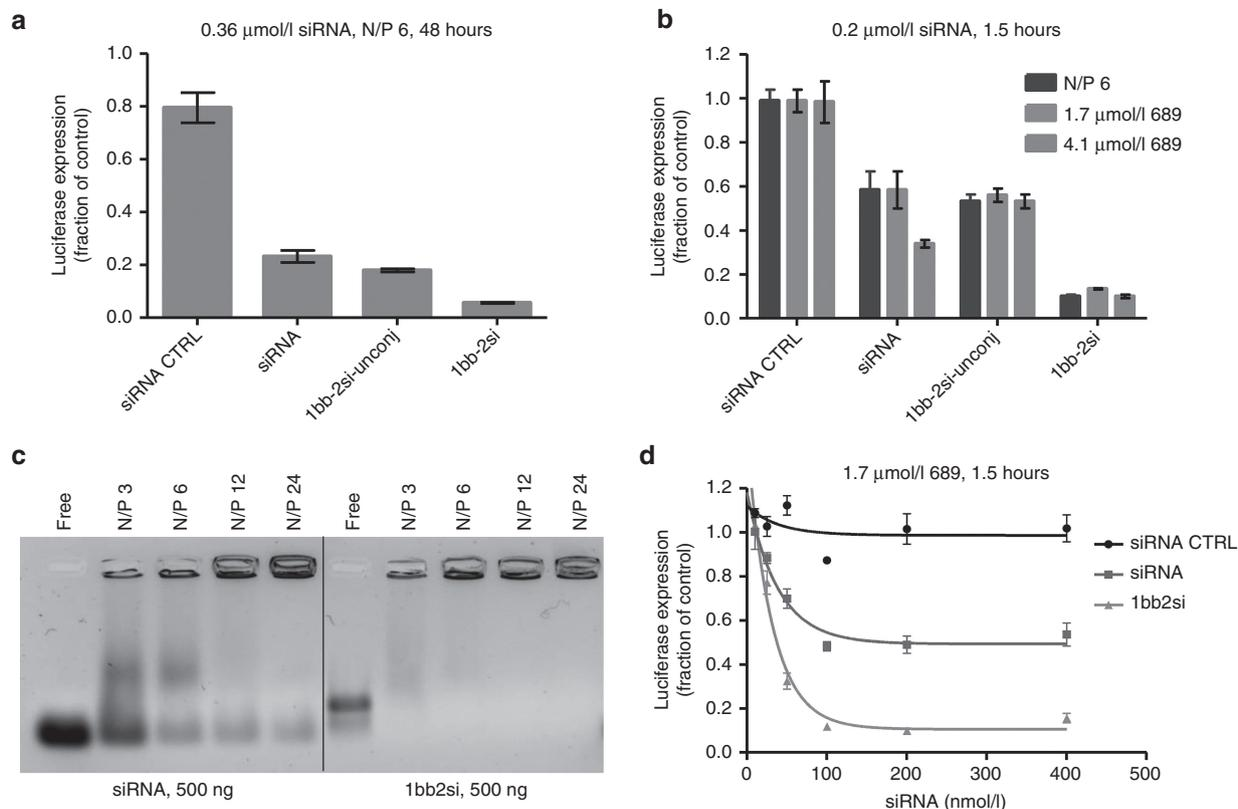 a
0.36 μmol/l siRNA, N/P 6, 48 hours
Luciferase expression
(fraction of control)
1.0
0.8
0.6
0.4
0.2
0.0
siRNA CTRL
siRNA
1bb-2si-unconj
1bb-2si
b
0.2 μmol/l siRNA, 1.5 hours
Luciferase expression
(fraction of control)
1.2
1.0
0.8
0.6
0.4
0.2
0.0
N/P 6
1.7 μmol/l 689
4.1 μmol/l 689
siRNA CTRL
siRNA
1bb-2si-unconj
1bb-2si
c
Free
N/P 3
N/P 6
N/P 12
N/P 24
Free
N/P 3
N/P 6
N/P 12
N/P 24
siRNA, 500 ng
1bb2si, 500 ng
d
1.7 μmol/l 689, 1.5 hours
Luciferase expression
(fraction of control)
1.2
1.0
0.8
0.6
0.4
0.2
0.0
0
100
200
300
400
500
siRNA (nmol/l)
siRNA CTRL
siRNA
1bb2si